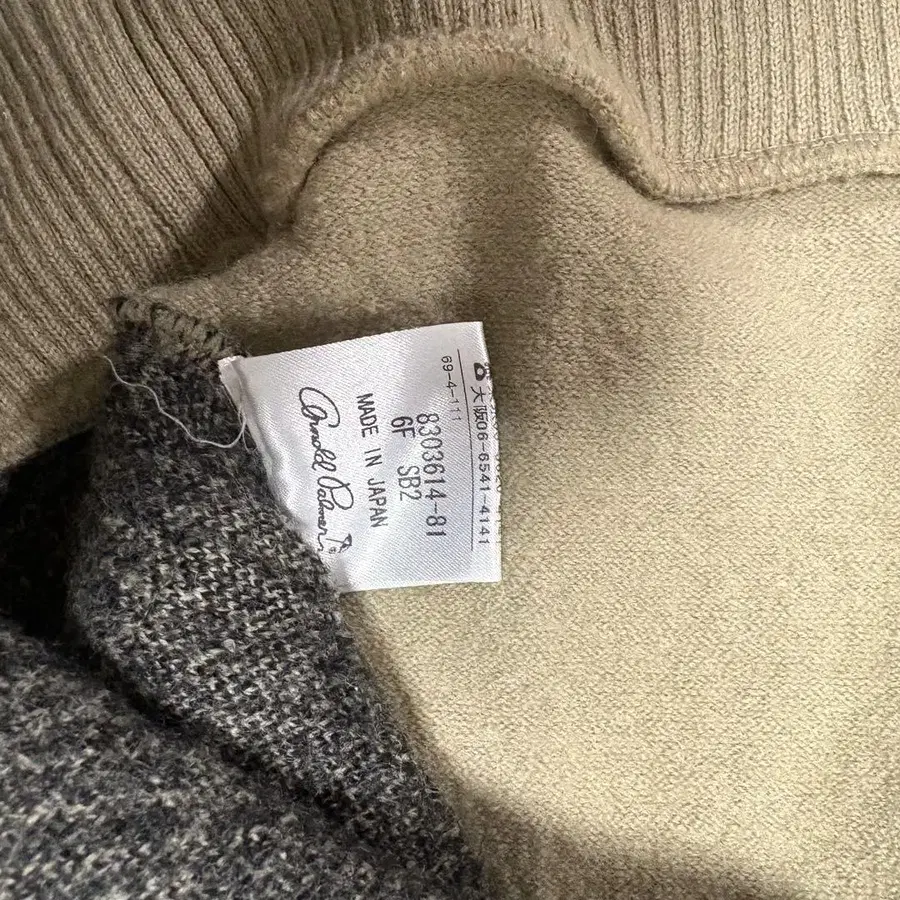 大阪06-6541-4141
69-4-111
8303614-81
6F SB2
MADE IN JAPAN
Arnold Palmer